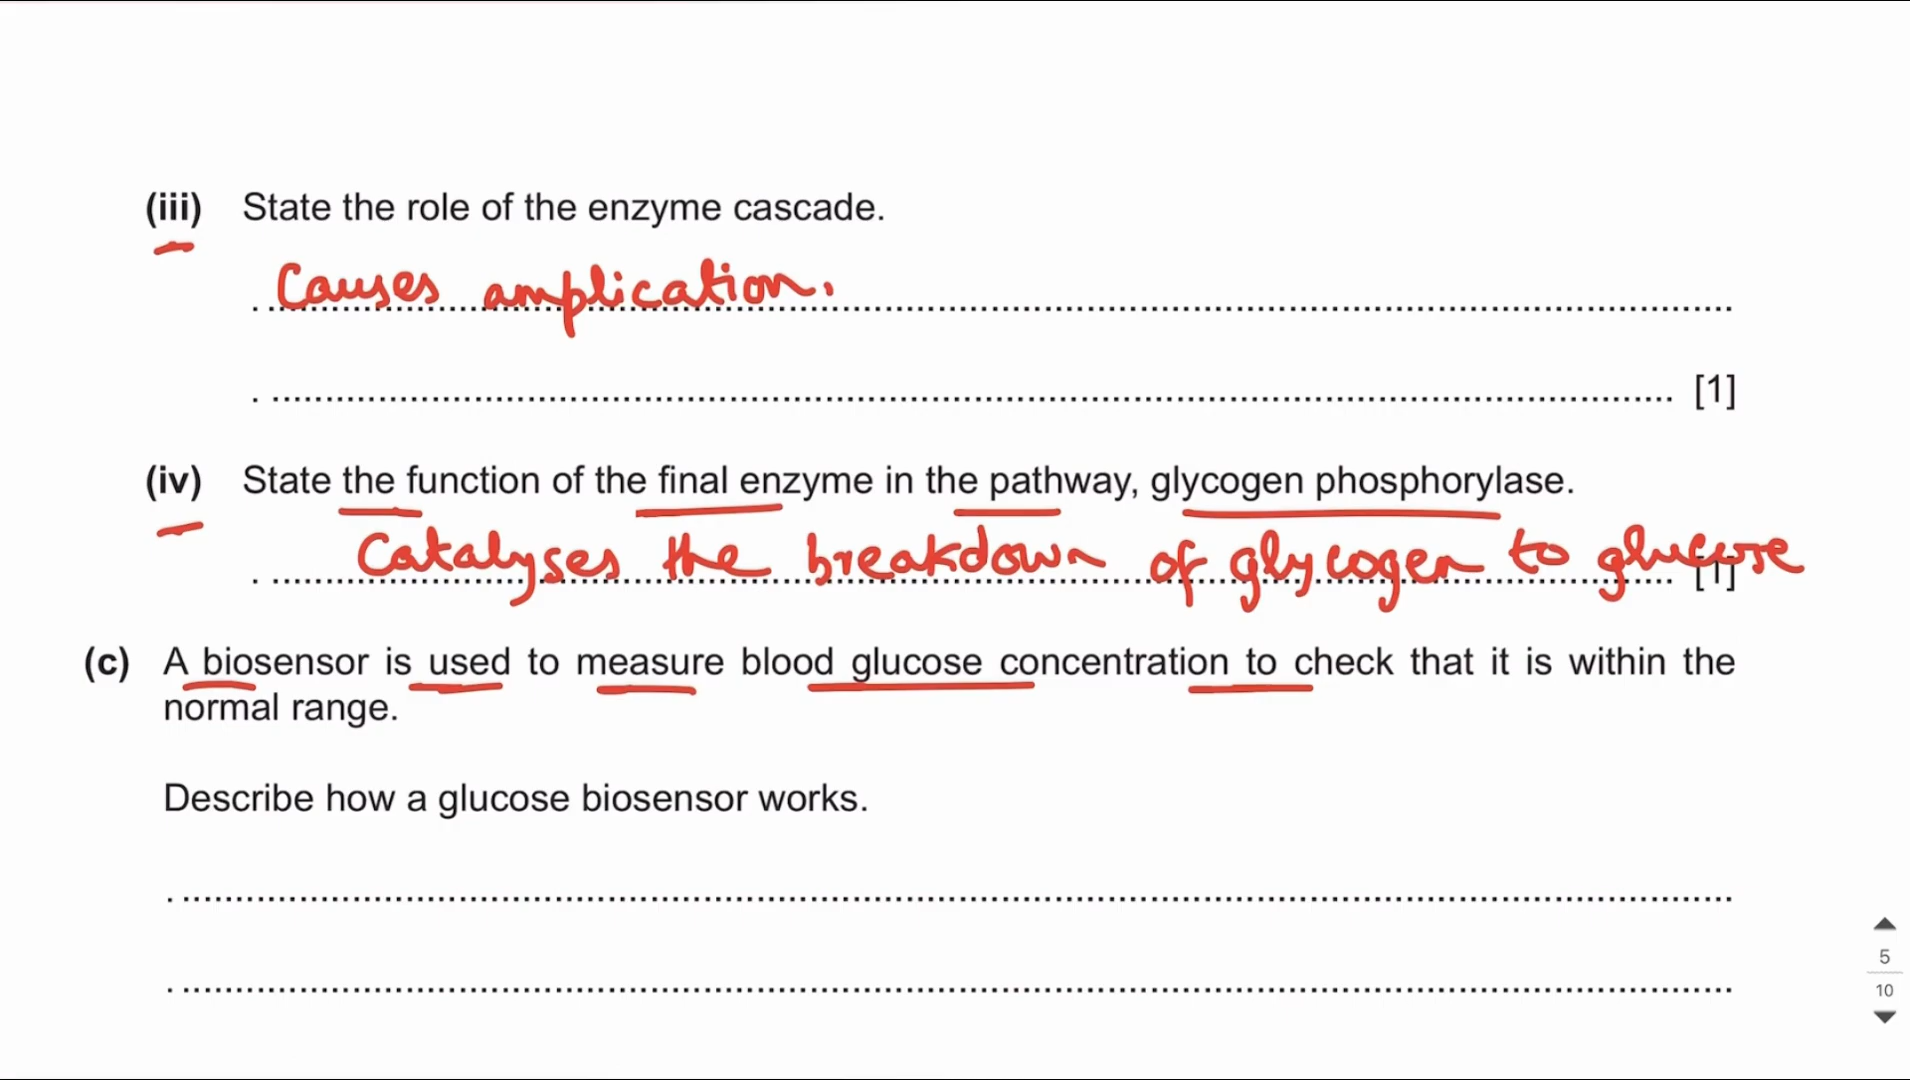 (iii) State the role of the enzyme cascade.
Causes amplication.
[1]
(iv) State the function of the final enzyme in the pathway, glycogen phosphorylase.
Catalyses the breakdown of glycogen to glucose
[1]
(c) A biosensor is used to measure blood glucose concentration to check that it is within the
normal range.
Describe how a glucose biosensor works.
5
10